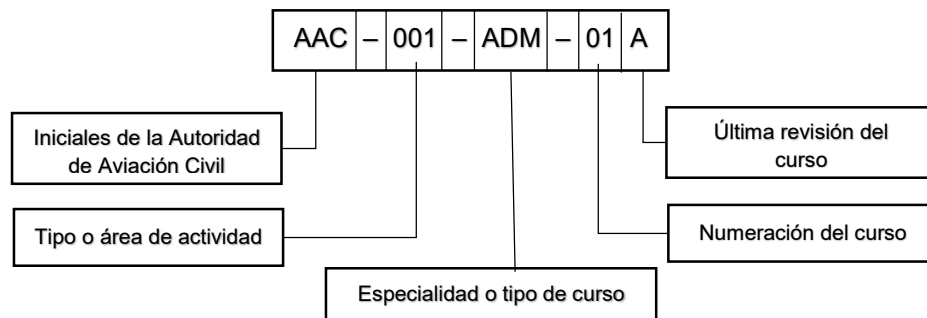 AAC – 001 – ADM – 01 A
Iniciales de la Autoridad
de Aviación Civil
Última revisión del
curso
Tipo o área de actividad
Numeración del curso
Especialidad o tipo de curso